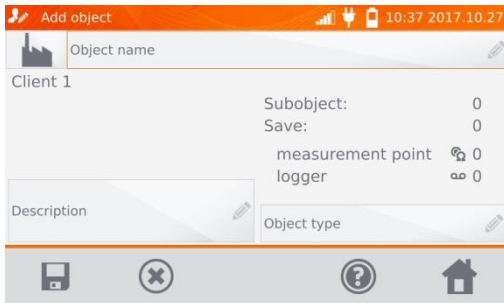 Add object
10:37 2017.10.27
Object name
Client 1
Subobject: 0
Save: 0
measurement point 0
logger 0
Description
Object type